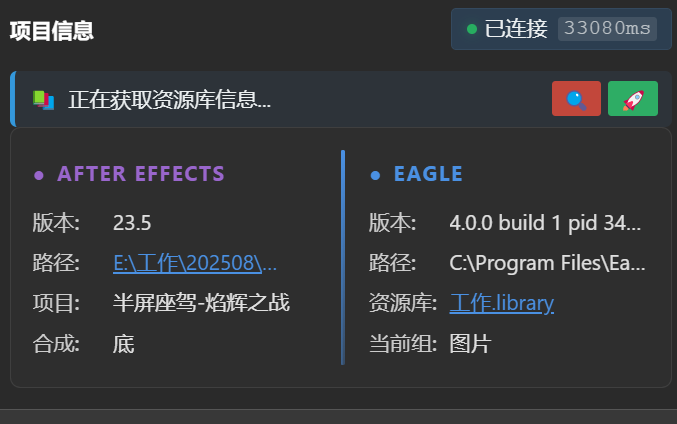 项目信息
已连接 33080ms
正在获取资源库信息...
AFTER EFFECTS
版本: 23.5
路径: E:\工作\202508\...
项目: 半屏座驾-焰辉之战
合成: 底
EAGLE
版本: 4.0.0 build 1 pid 34...
路径: C:\Program Files\Ea...
资源库: 工作.library
当前组: 图片